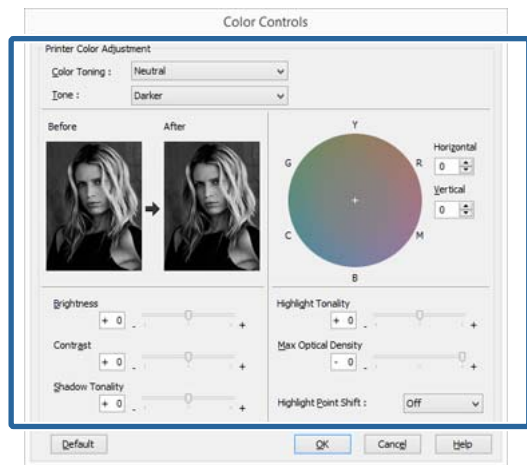 Color Controls
Printer Color Adjustment
Color Toning :
Neutral
Tone :
Darker
Before
After
Y
G
R
C
M
B
Horizontal
0
Vertical
0
Brightness
+ 0
- +
Contrast
+ 0
- +
Shadow Tonality
+ 0
- +
Highlight Tonality
+ 0
- +
Max Optical Density
- 0
- +
Highlight Point Shift :
Off
Default
OK
Cancel
Help